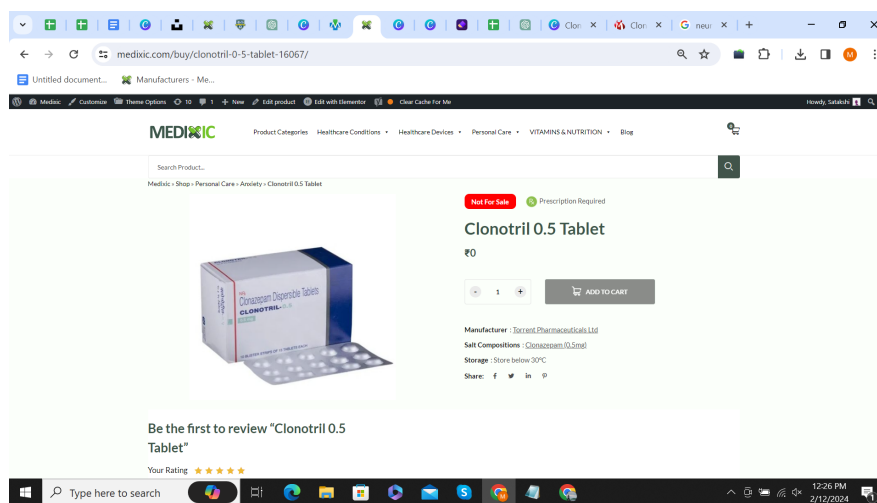 Clon
Clon
neur
medixic.com/buy/clonotril-0-5-tablet-16067/
M
Untitled document...
Manufacturers - Me...
Medixic
Customize
Theme Options
10
1
New
Edit product
Edit with Elementor
Clear Cache For Me
Howdy, Satakshi
MEDIXIC
Product Categories
Healthcare Conditions
Healthcare Devices
Personal Care
VITAMINS & NUTRITION
Blog
0
Search Product...
Medixic » Shop » Personal Care » Anxiety » Clonotril 0.5 Tablet
Not For Sale
Prescription Required
Clonotril 0.5 Tablet
₹0
- 1 +
ADD TO CART
Clonazepam Dispersible Tablets
CLONOTRIL-0.5
Manufacturer : Torrent Pharmaceuticals Ltd
Salt Compositions : Clonazepam (0.5mg)
Storage : Store below 30°C
Share:
Be the first to review “Clonotril 0.5
Tablet”
Your Rating
Type here to search
12:26 PM
2/12/2024